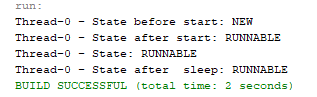 run:
Thread-0 - State before start: NEW
Thread-0 - State after start: RUNNABLE
Thread-0 - State: RUNNABLE
Thread-0 - State after  sleep: RUNNABLE
BUILD SUCCESSFUL (total time: 2 seconds)